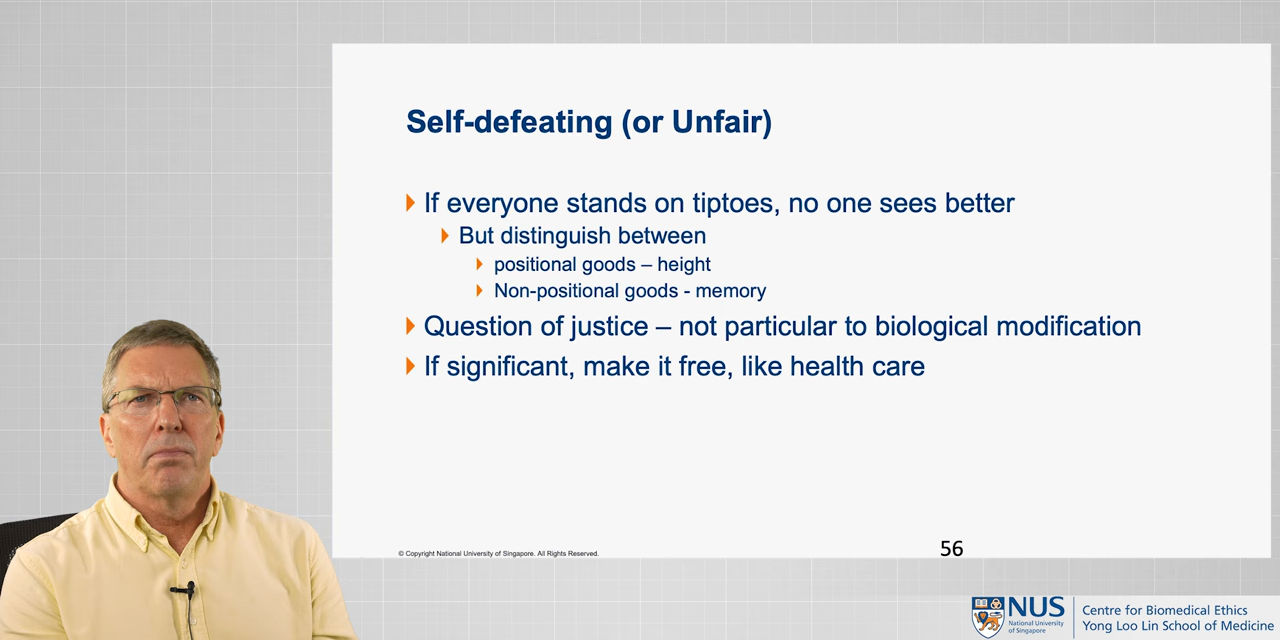 Self-defeating (or Unfair)
If everyone stands on tiptoes, no one sees better
But distinguish between
positional goods – height
Non-positional goods - memory
Question of justice – not particular to biological modification
If significant, make it free, like health care
© Copyright National University of Singapore. All Rights Reserved.
56
NUS
National University
of Singapore
Centre for Biomedical Ethics
Yong Loo Lin School of Medicine